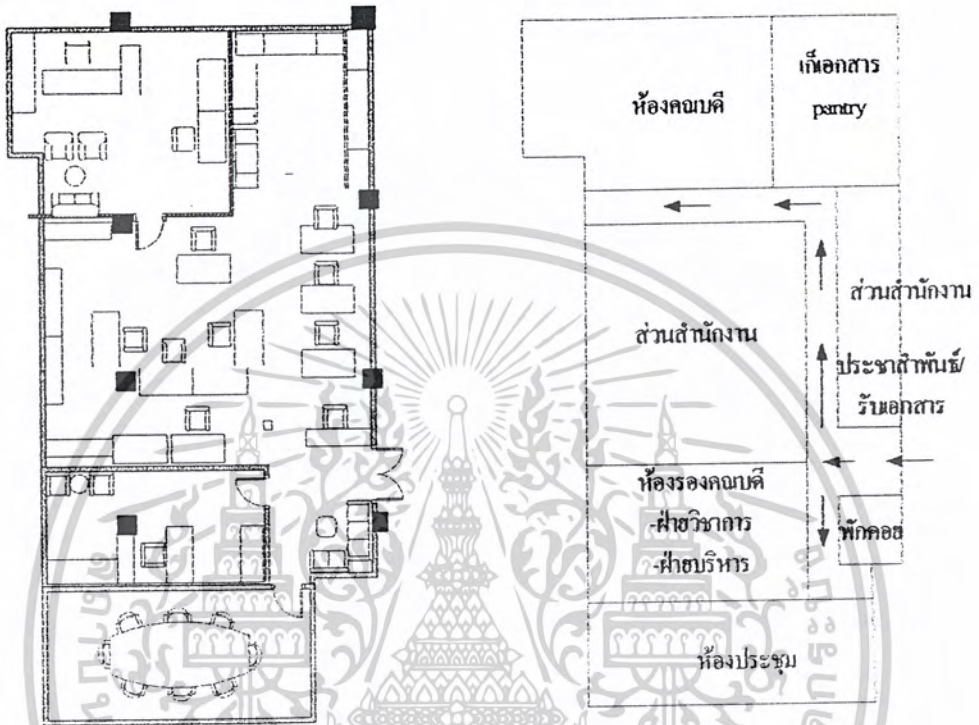 ห้องคณบดี
เก็บเอกสาร
pantry
ส่วนสำนักงาน
ส่วนสำนักงาน
ประชาสัมพันธ์/
รับเอกสาร
ห้องรองคณบดี
-ฝ่ายวิชาการ
-ฝ่ายบริหาร
พักคอย
ห้องประชุม